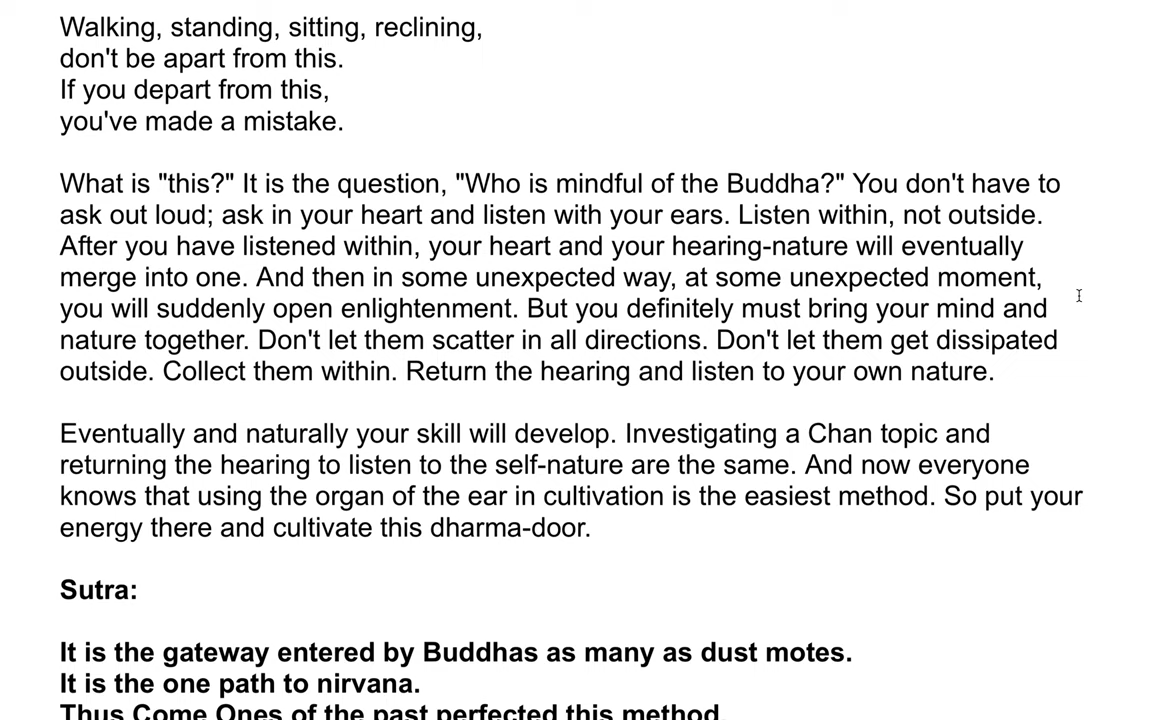 Walking, standing, sitting, reclining,
don't be apart from this.
If you depart from this,
you've made a mistake.
What is "this?" It is the question, "Who is mindful of the Buddha?" You don't have to
ask out loud; ask in your heart and listen with your ears. Listen within, not outside.
After you have listened within, your heart and your hearing-nature will eventually
merge into one. And then in some unexpected way, at some unexpected moment,
you will suddenly open enlightenment. But you definitely must bring your mind and
nature together. Don't let them scatter in all directions. Don't let them get dissipated
outside. Collect them within. Return the hearing and listen to your own nature.
Eventually and naturally your skill will develop. Investigating a Chan topic and
returning the hearing to listen to the self-nature are the same. And now everyone
knows that using the organ of the ear in cultivation is the easiest method. So put your
energy there and cultivate this dharma-door.
Sutra:
It is the gateway entered by Buddhas as many as dust motes.
It is the one path to nirvana.
Thus Come Ones of the past perfected this method.